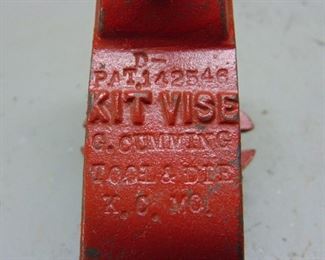 D-
PAT.142546
KIT VISE
C. CUMMING
TOOL & DIE
K. C. MO.